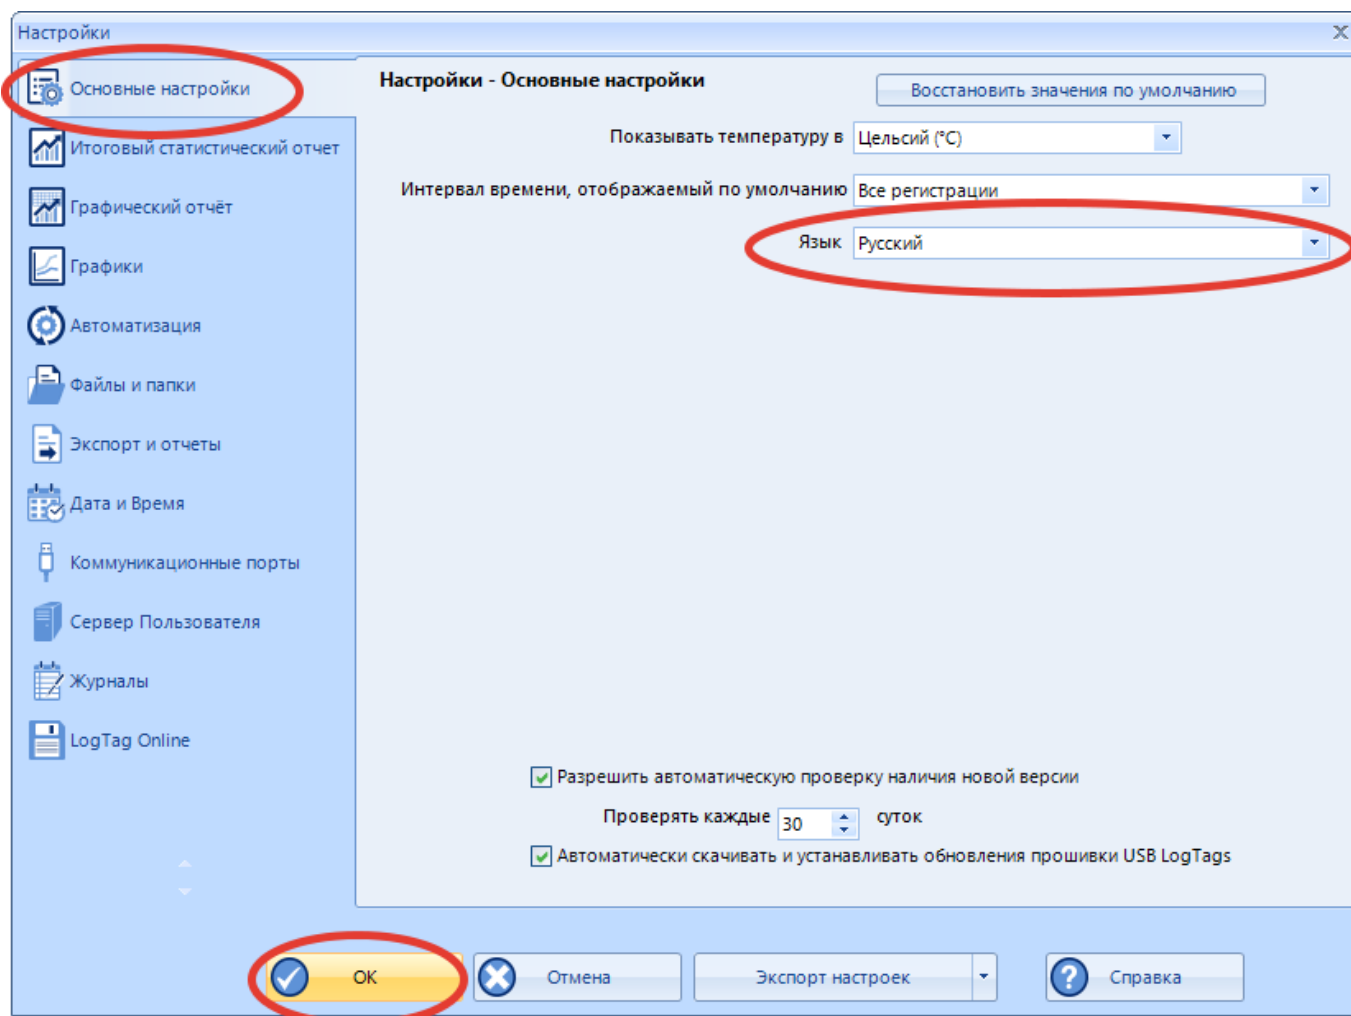 Настройки
Основные настройки
Итоговый статистический отчет
Графический отчёт
Графики
Автоматизация
Файлы и папки
Экспорт и отчеты
Дата и Время
Коммуникационные порты
Сервер Пользователя
Журналы
LogTag Online
Настройки - Основные настройки
Восстановить значения по умолчанию
Показывать температуру в Цельсий (°C)
Интервал времени, отображаемый по умолчанию Все регистрации
Язык Русский
Разрешить автоматическую проверку наличия новой версии
Проверять каждые 30 суток
Автоматически скачивать и устанавливать обновления прошивки USB LogTags
OK Отмена Экспорт настроек Справка